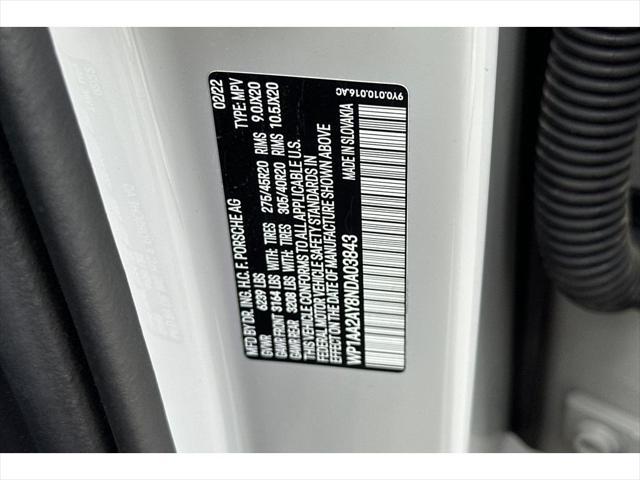 MFD BY DR. ING. H.C. F. PORSCHE AG 02/22
GVWR 6239 LBS TYPE: MPV
GAWR FRONT 3164 LBS WITH: TIRES 275/45R20 RIMS 9.0JX20
GAWR REAR 3208 LBS WITH: TIRES 305/40R20 RIMS 10.5JX20
THIS VEHICLE CONFORMS TO ALL APPLICABLE U.S.
FEDERAL MOTOR VEHICLE SAFETY STANDARDS IN
EFFECT ON DATE OF MANUFACTURE SHOWN ABOVE
WP1AA2AY8NDA03843 MADE IN SLOVAKIA
9Y0.010.016.AC